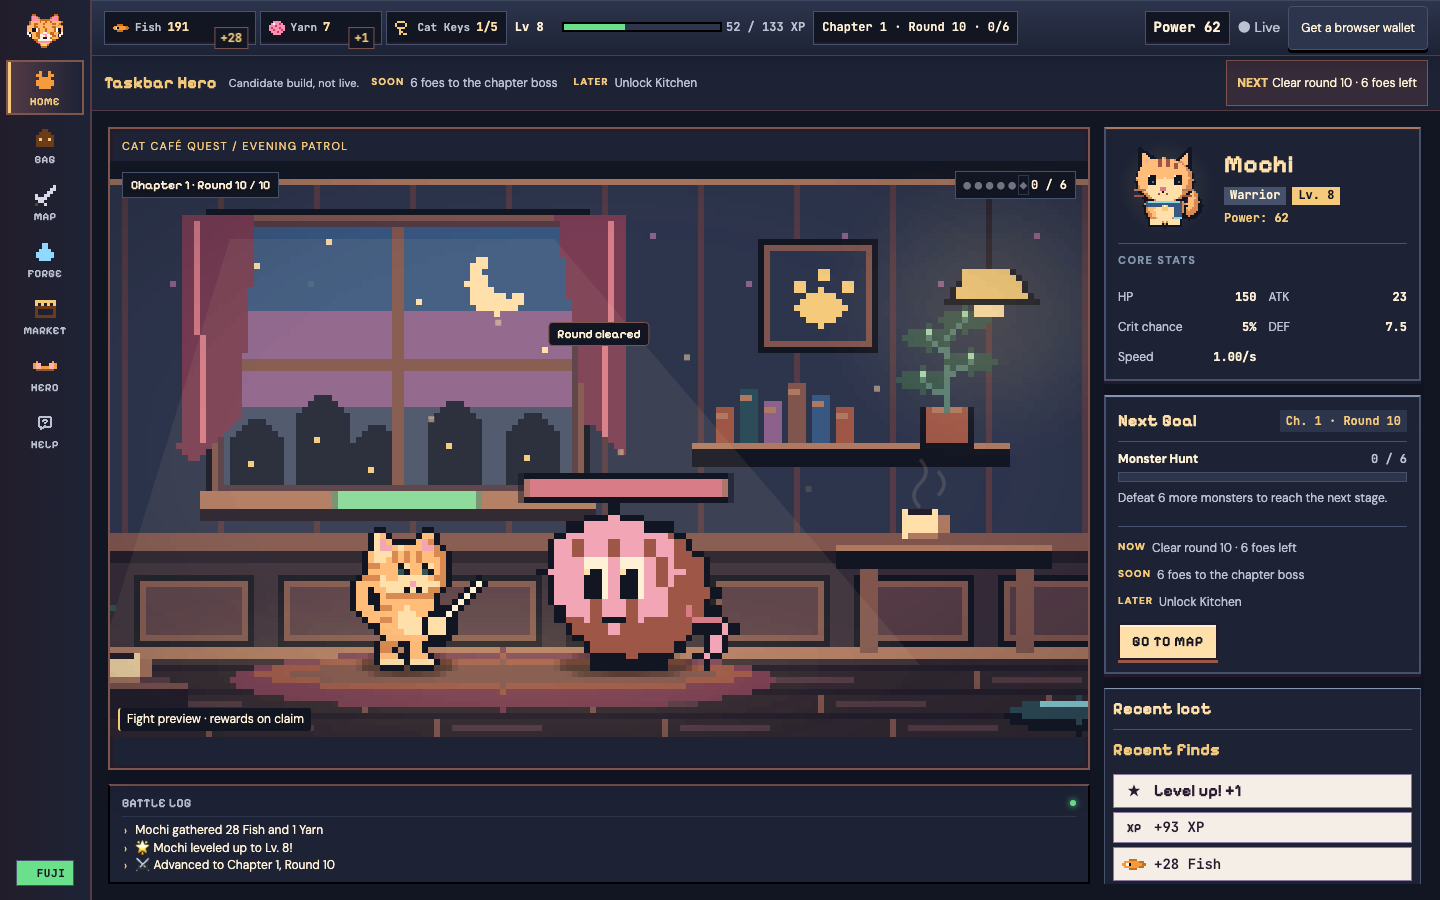 Fish 191
+28
Yarn 7
+1
Cat Keys 1/5
Lv 8
52 / 133 XP
Chapter 1 · Round 10 · 0/6
Power 62
Live
Get a browser wallet
Taskbar Hero
Candidate build, not live.
SOON 6 foes to the chapter boss
LATER Unlock Kitchen
NEXT Clear round 10 · 6 foes left
HOME
BAG
MAP
FORGE
MARKET
HERO
HELP
FUJI
CAT CAFÉ QUEST / EVENING PATROL
Chapter 1 · Round 10 / 10
0 / 6
Round cleared
Fight preview · rewards on claim
BATTLE LOG
› Mochi gathered 28 Fish and 1 Yarn
› 🌟 Mochi leveled up to Lv. 8!
› ⚔️ Advanced to Chapter 1, Round 10
Mochi
Warrior Lv. 8
Power: 62
CORE STATS
HP 150 ATK 23
Crit chance 5% DEF 7.5
Speed 1.00/s
Next Goal Ch. 1 · Round 10
Monster Hunt 0 / 6
Defeat 6 more monsters to reach the next stage.
NOW Clear round 10 · 6 foes left
SOON 6 foes to the chapter boss
LATER Unlock Kitchen
GO TO MAP
Recent loot
Recent finds
★ Level up! +1
XP +93 XP
+28 Fish